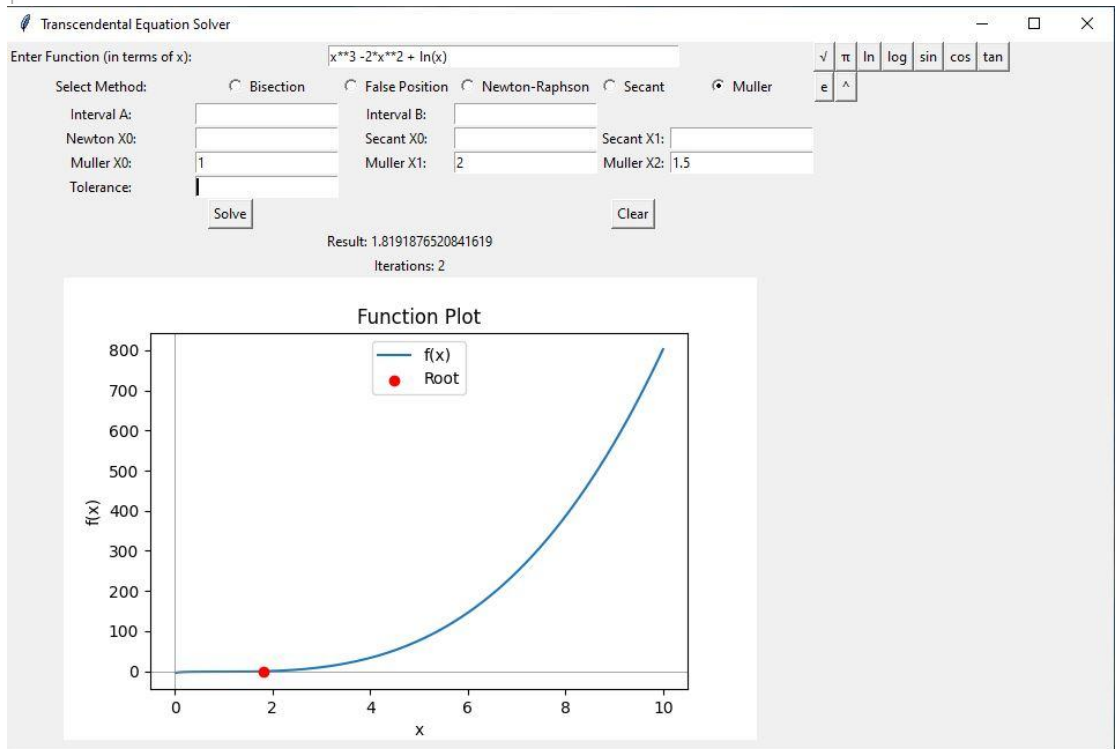 Transcendental Equation Solver
Enter Function (in terms of x): x**3 -2*x**2 + ln(x) √ π ln log sin cos tan
Select Method: Bisection False Position Newton-Raphson Secant Muller e ^
Interval A: Interval B:
Newton X0: Secant X0: Secant X1:
Muller X0: 1 Muller X1: 2 Muller X2: 1.5
Tolerance:
Solve Clear
Result: 1.8191876520841619
Iterations: 2
Function Plot
f(x)
Root
800
700
600
500
400
300
200
100
0
f(x)
0 2 4 6 8 10
x